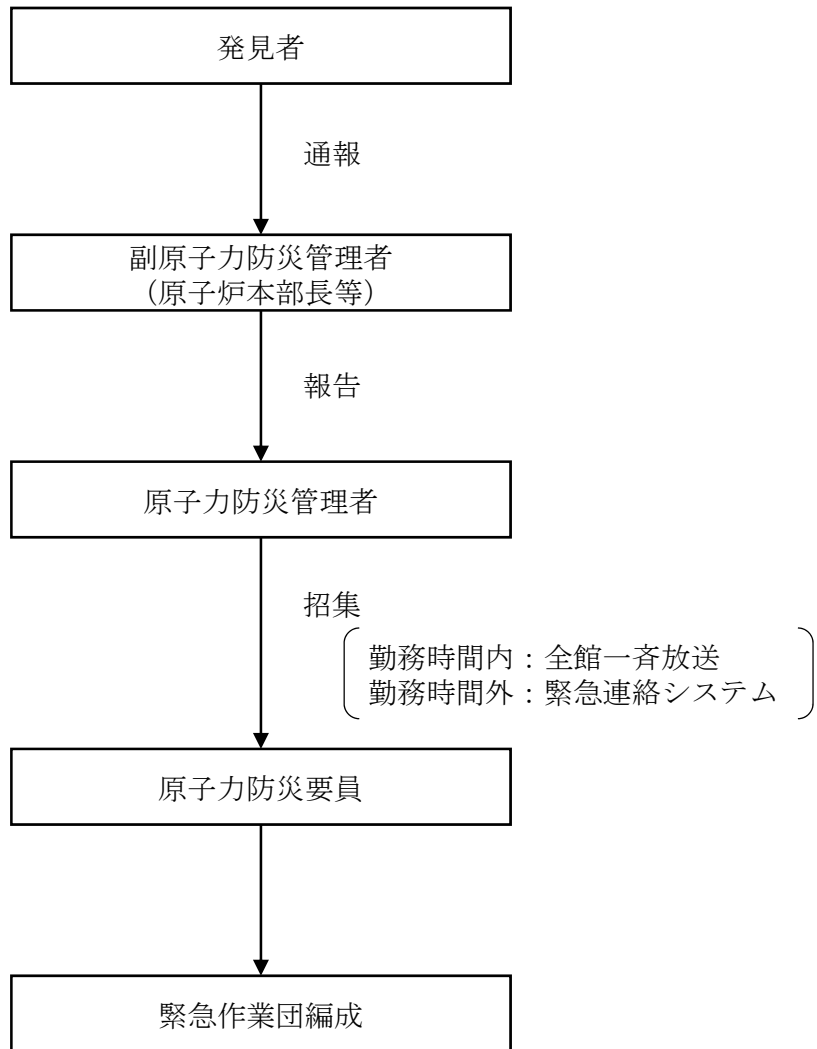 発見者
通報
副原子力防災管理者
（原子炉本部長等）
報告
原子力防災管理者
招集
勤務時間内：全館一斉放送
勤務時間外：緊急連絡システム
原子力防災要員
緊急作業団編成